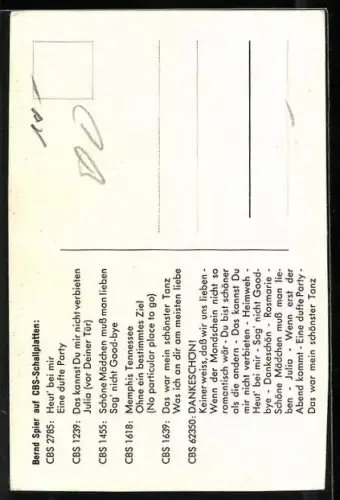 Bernd Spier auf CBS-Schallplatten:
CBS 2785: Heut' bei mir
Eine dufte Party
CBS 1239: Das kannst Du mir nicht verbieten
Julia (vor Deiner Tür)
CBS 1455: Schöne Mädchen muß man lieben
Sag' nicht Good-bye
CBS 1618: Memphis Tennessee
Ohne ein bestimmtes Ziel
(No particular place to go)
CBS 1639: Das war mein schönster Tanz
Was ich an dir am meisten liebe
CBS 62350: DANKESCHÖN!
Keiner weiss, daß wir uns lieben -
Wenn der Mondschein nicht so
romantisch wär - Du bist schöner
als die andern - Das kannst Du
mir nicht verbieten - Heimweh -
Heut' bei mir - Sag' nicht Good-
bye - Dankeschön - Rosmarie -
Schöne Mädchen muß man lie-
ben - Julia - Wenn erst der
Abend kommt - Eine dufte Party -
Das war mein schönster Tanz